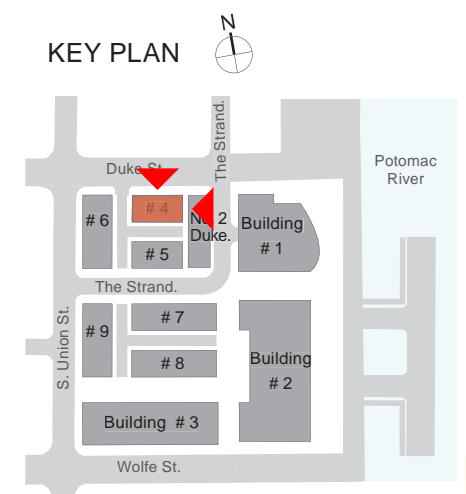 N
KEY PLAN
The Strand.
Duke St.
Potomac
River
# 4
# 6
No. 2
Duke.
Building
# 1
# 5
The Strand.
S. Union St.
# 9
# 7
# 8
Building
# 2
Building # 3
Wolfe St.